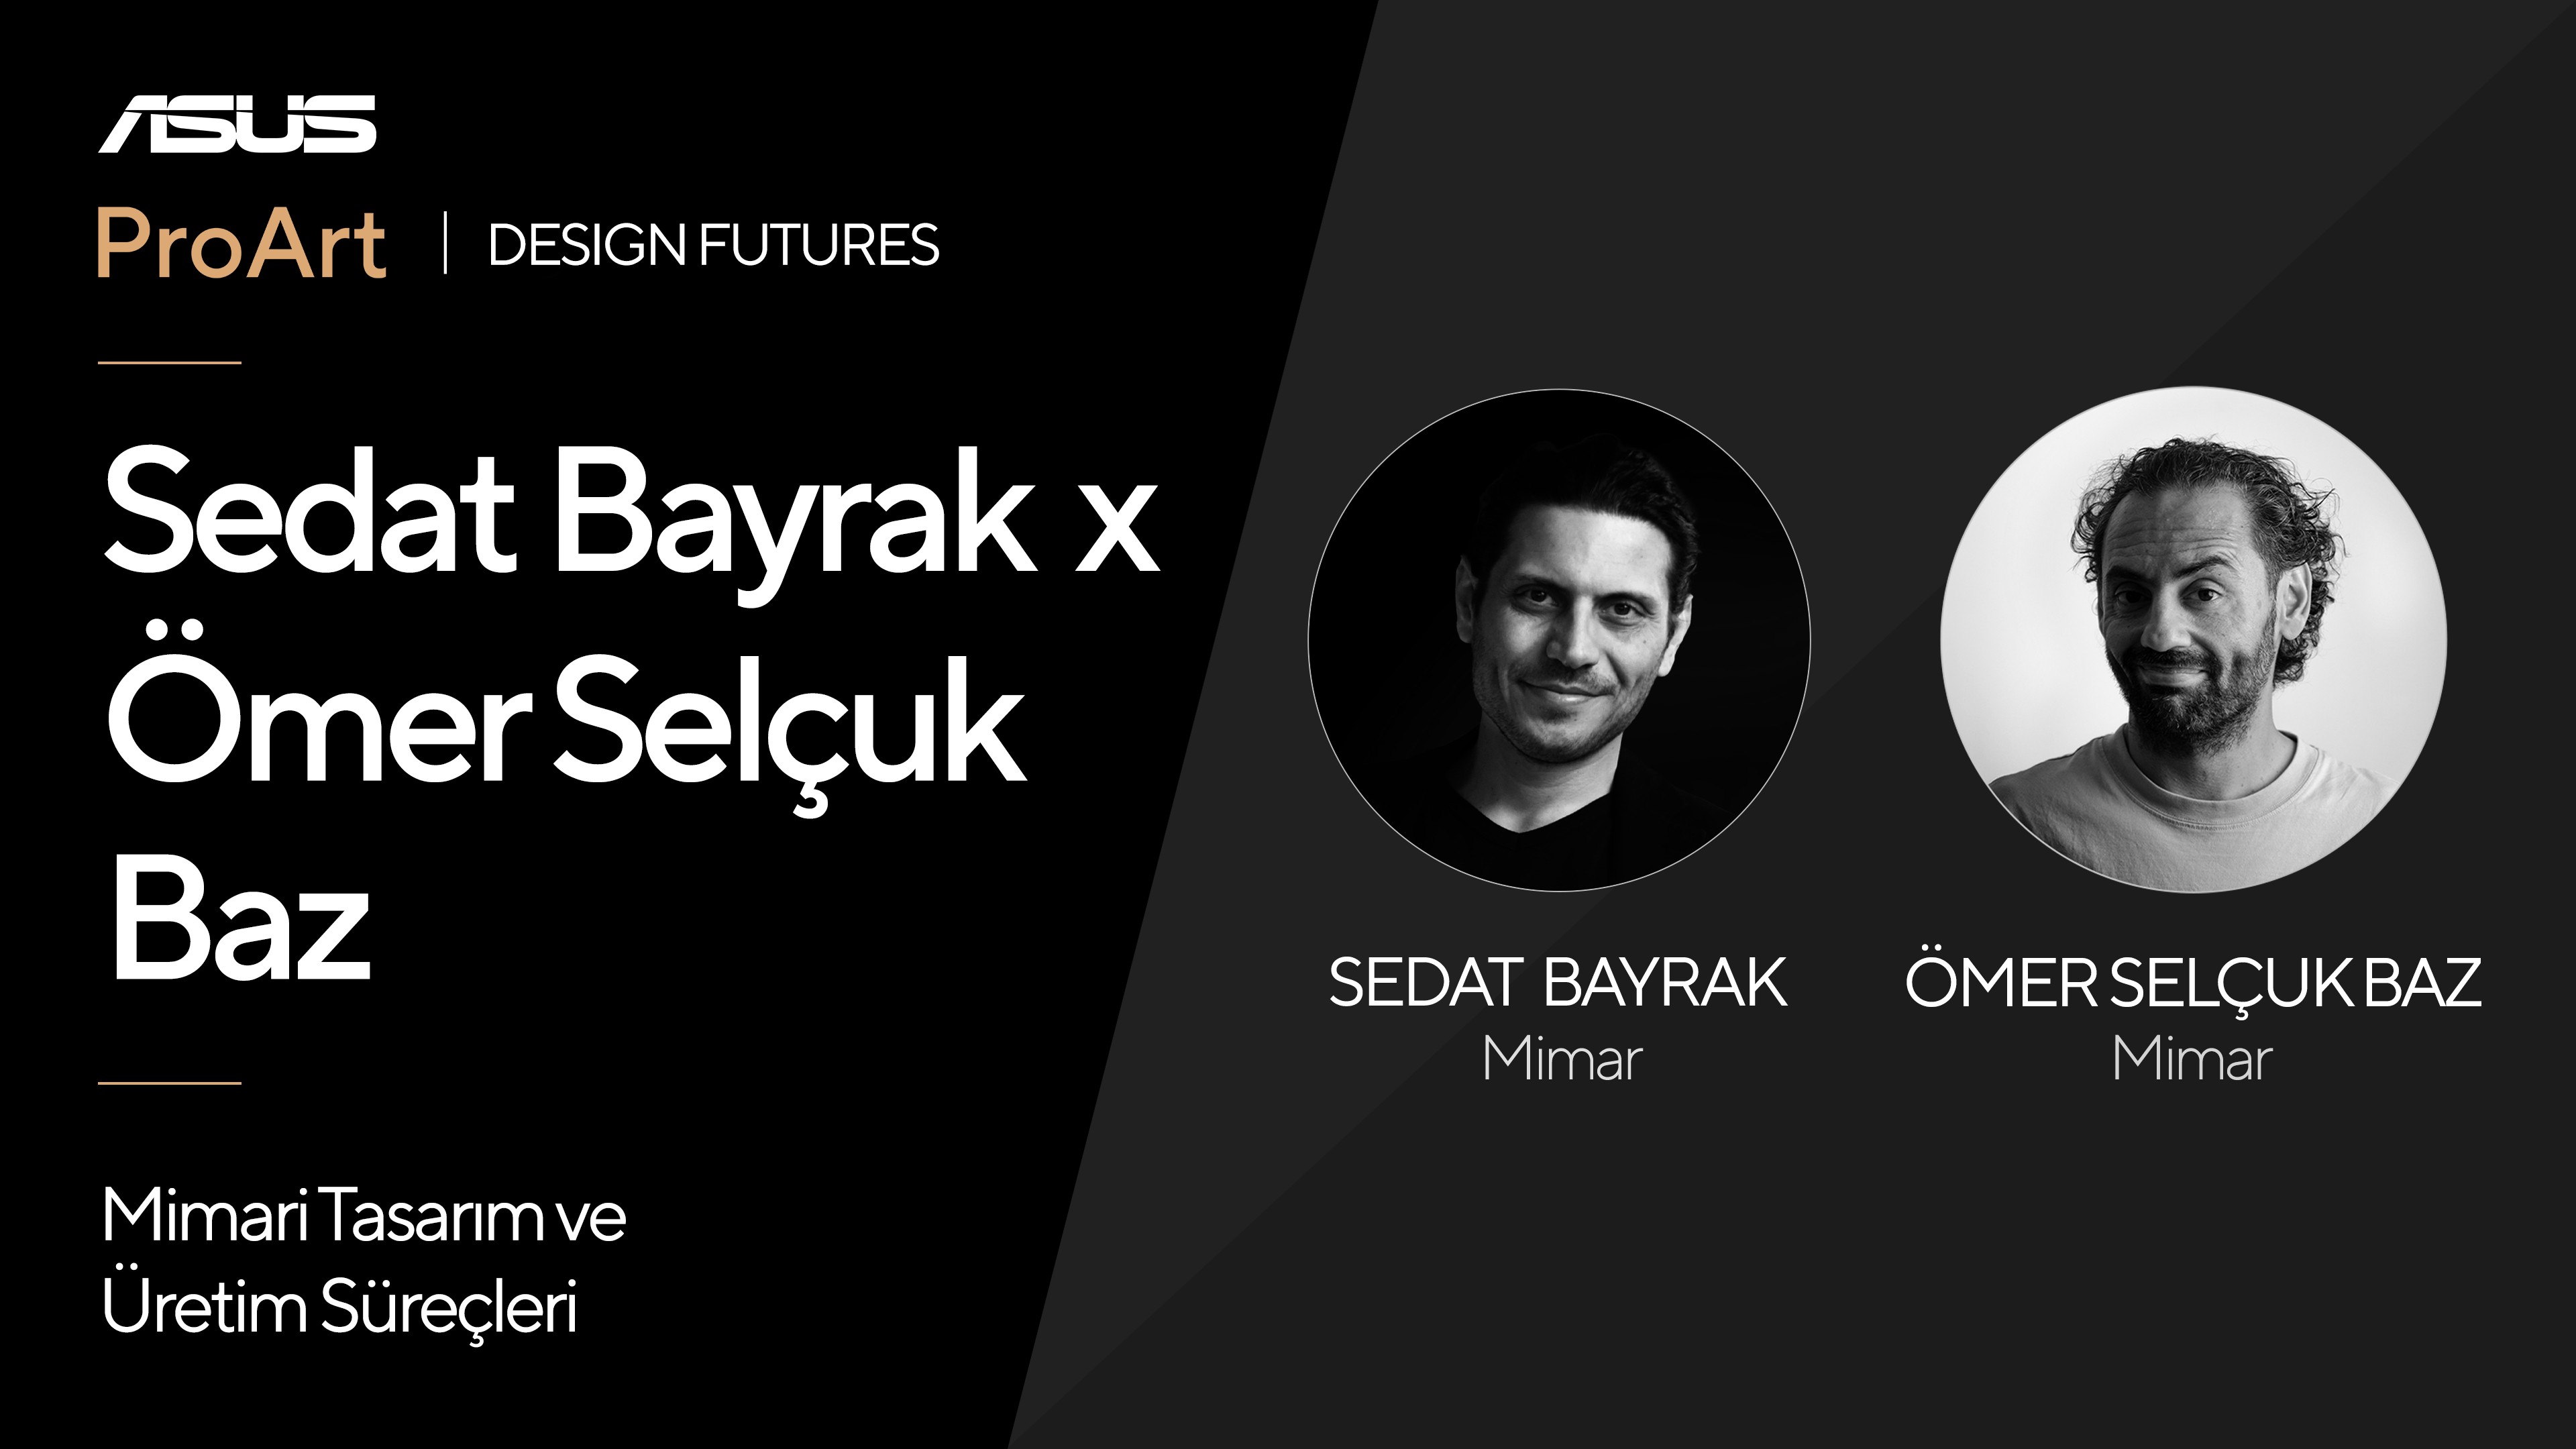 ASUS
ProArt | DESIGN FUTURES
Sedat Bayrak x
Ömer Selçuk
Baz
Mimari Tasarım ve
Üretim Süreçleri
SEDAT BAYRAK
Mimar
ÖMER SELÇUK BAZ
Mimar